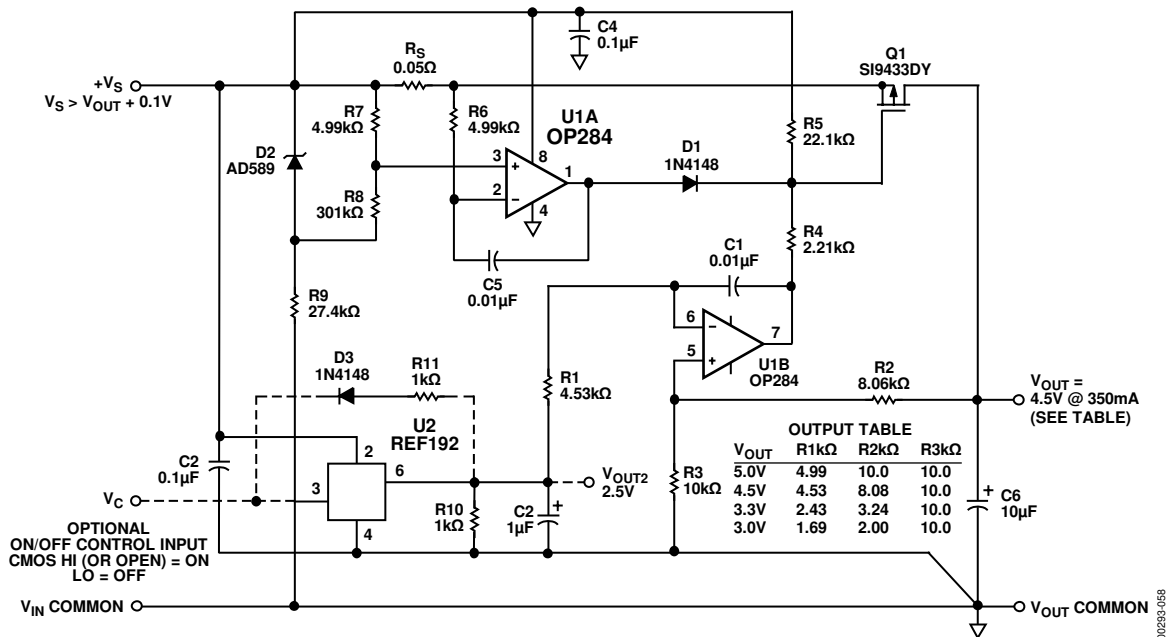 C4
0.1µF
Q1
SI9433DY
RS
0.05Ω
+VS
VS > VOUT + 0.1V
R7
4.99kΩ
R6
4.99kΩ
U1A
OP284
R5
22.1kΩ
D2
AD589
D1
1N4148
3
+
8
1
2
–
4
R8
301kΩ
R4
2.21kΩ
C1
0.01µF
C5
0.01µF
R9
27.4kΩ
6
–
7
5
+
U1B
OP284
D3
1N4148
R11
1kΩ
R1
4.53kΩ
R2
8.06kΩ
VOUT =
4.5V @ 350mA
(SEE TABLE)
U2
REF192
OUTPUT TABLE
VOUT R1kΩ R2kΩ R3kΩ
5.0V 4.99 10.0 10.0
4.5V 4.53 8.08 10.0
3.3V 2.43 3.24 10.0
3.0V 1.69 2.00 10.0
C2
0.1µF
2
6
3
4
VOUT2
2.5V
R3
10kΩ
C6
+
10µF
VC
R10
1kΩ
C2
+
1µF
OPTIONAL
ON/OFF CONTROL INPUT
CMOS HI (OR OPEN) = ON
LO = OFF
VIN COMMON
VOUT COMMON
00293-058